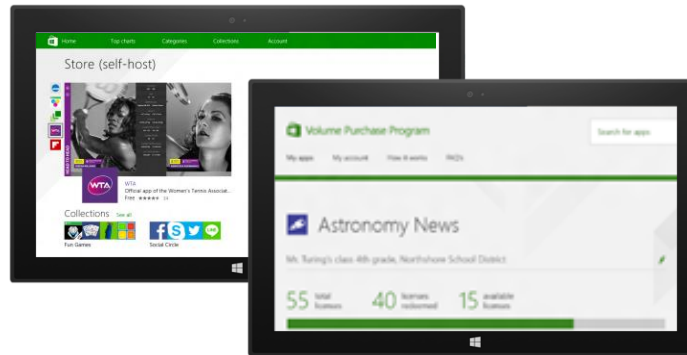 Home Top charts Categories Collections Account
Store (self-host)
WTA
WTA
Official app of the Women's Tennis Associat...
Free
Collections See all
Fun Games Social Circle
Volume Purchase Program
Search for apps
My apps My account How it works FAQs
Astronomy News
Mr. Turing's class 4th grade, Northshore School District
55 total licenses
40 licenses redeemed
15 available licenses